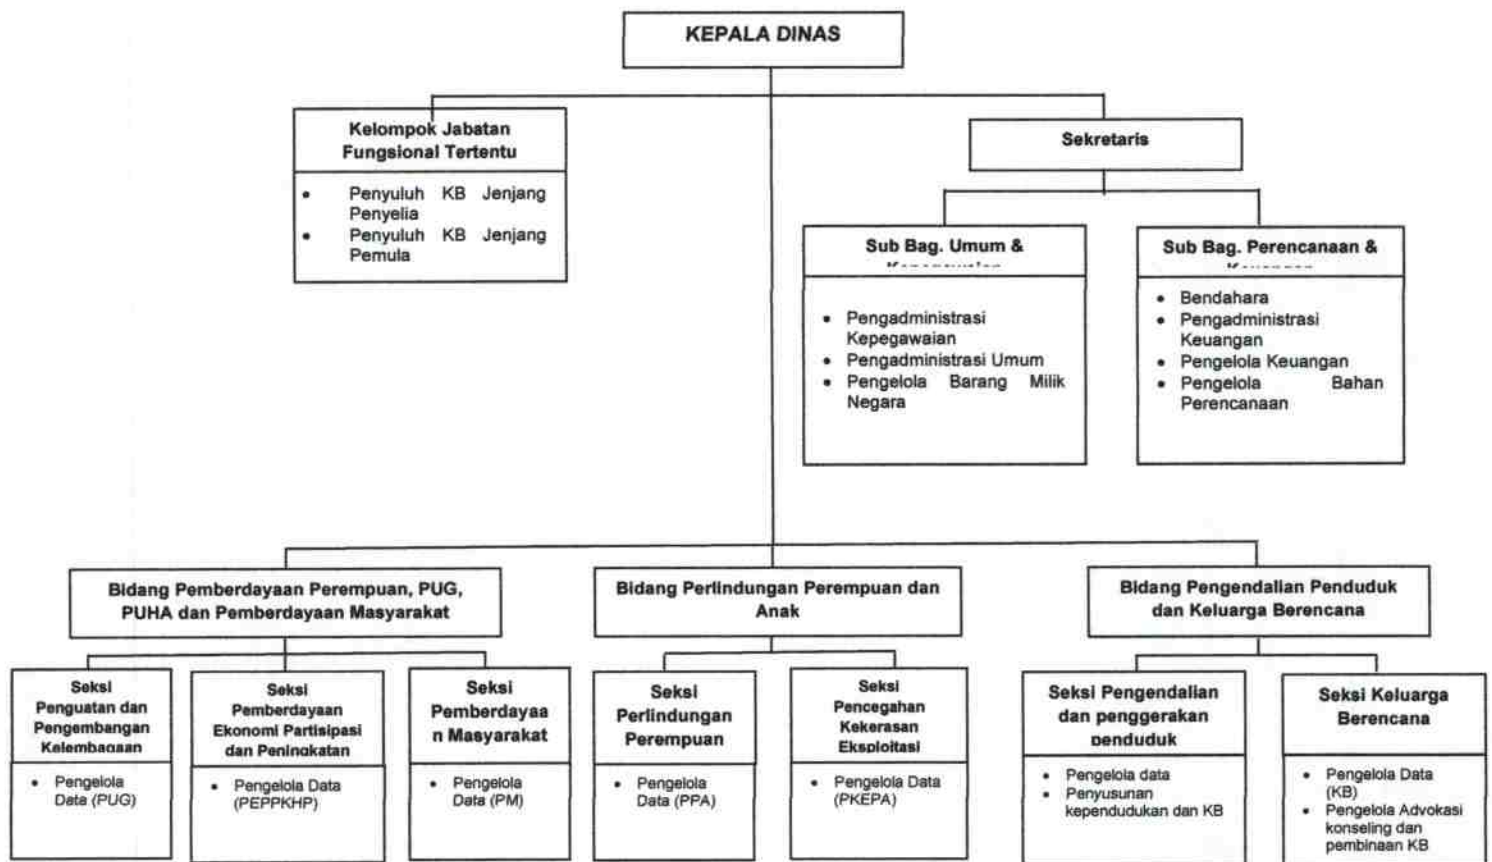 KEPALA DINAS
Kelompok Jabatan
Fungsional Tertentu
• Penyuluh KB Jenjang
Penyelia
• Penyuluh KB Jenjang
Pemula
Sekretaris
Sub Bag. Umum &
• Pengadministrasi
Kepegawaian
• Pengadministrasi Umum
• Pengelola Barang Milik
Negara
Sub Bag. Perencanaan &
• Bendahara
• Pengadministrasi
Keuangan
• Pengelola Keuangan
• Pengelola Bahan
Perencanaan
Bidang Pemberdayaan Perempuan, PUG,
PUHA dan Pemberdayaan Masyarakat
Bidang Perlindungan Perempuan dan
Anak
Bidang Pengendalian Penduduk
dan Keluarga Berencana
Seksi
Penguatan dan
Pengembangan
Kelembagaan
• Pengelola
Data (PUG)
Seksi
Pemberdayaan
Ekonomi Partisipasi
dan Peningkatan
• Pengelola Data
(PEPPKHP)
Seksi
Pemberdayaa
n Masyarakat
• Pengelola
Data (PM)
Seksi
Perlindungan
Perempuan
• Pengelola
Data (PPA)
Seksi
Pencegahan
Kekerasan
Eksploitasi
• Pengelola Data
(PKEPA)
Seksi Pengendalian
dan penggerakan
penduduk
• Pengelola data
• Penyusunan
kependudukan dan KB
Seksi Keluarga
Berencana
• Pengelola Data
(KB)
• Pengelola Advokasi
konseling dan
pembinaan KB